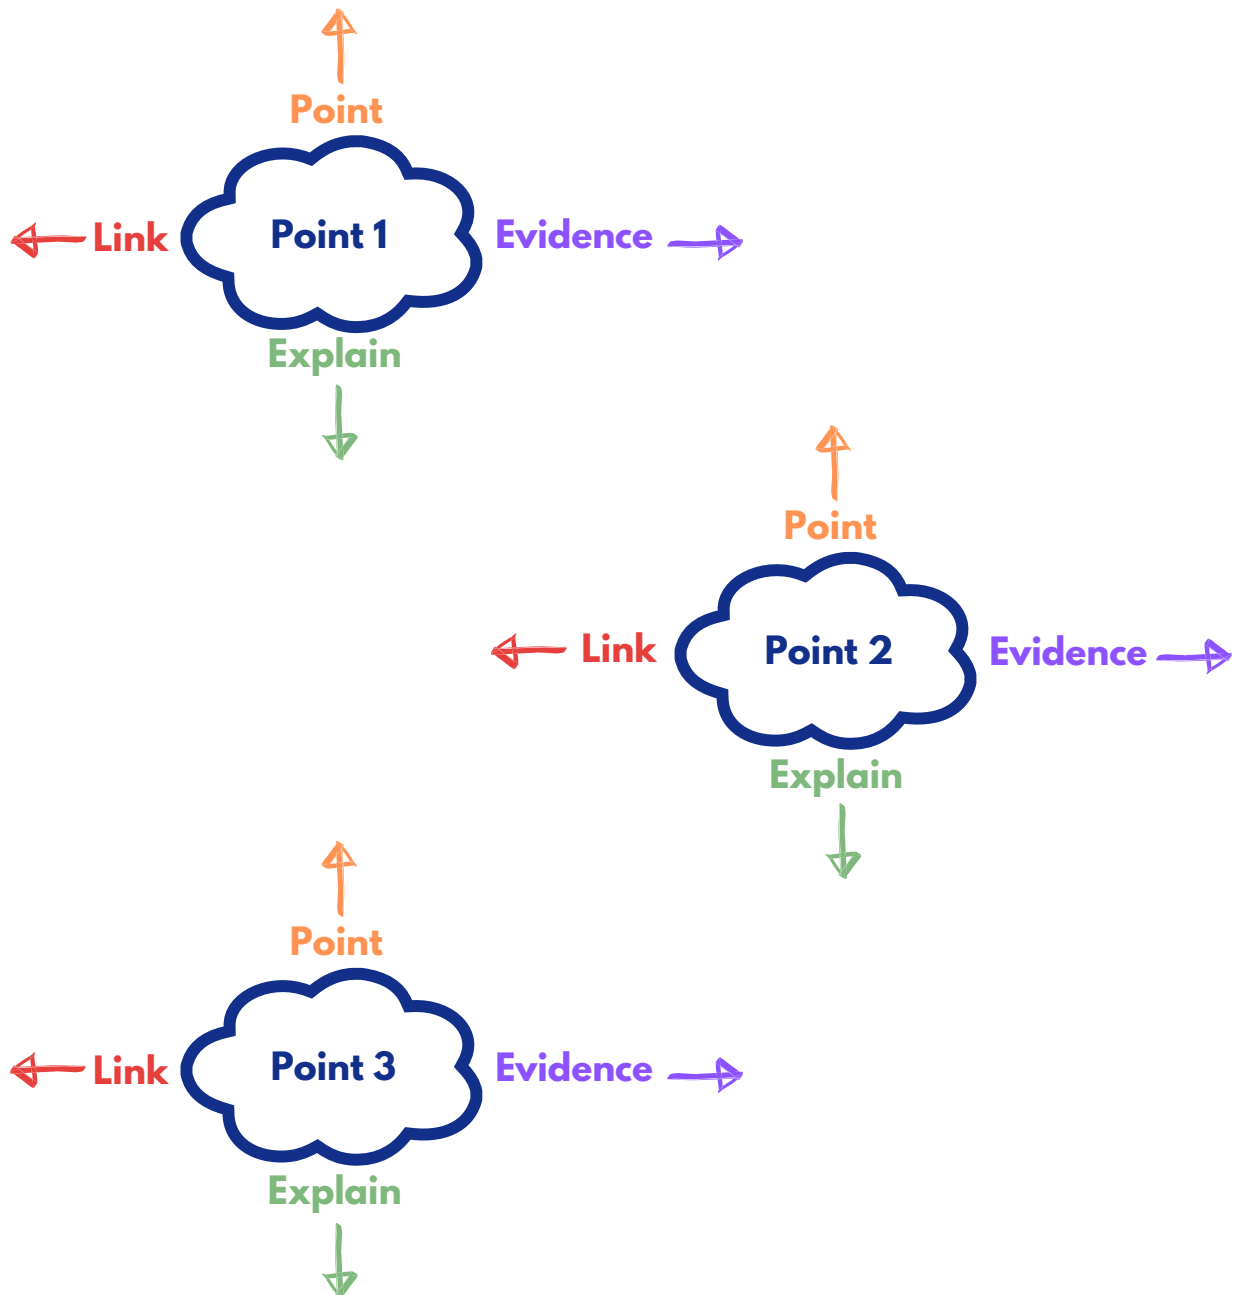 Point
Link
Point 1
Evidence
Explain
Point
Link
Point 2
Evidence
Explain
Point
Link
Point 3
Evidence
Explain